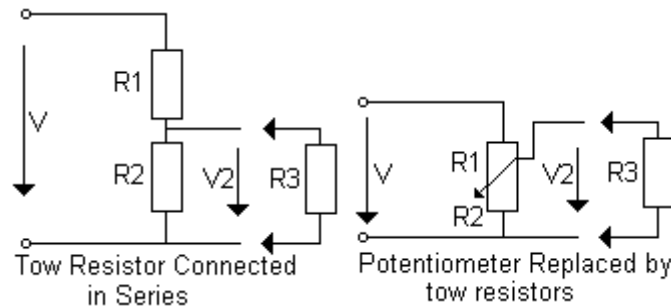 R1
V
R2
V2
R3
Tow Resistor Connected
in Series
V
R1
R2
V2
R3
Potentiometer Replaced by
tow resistors